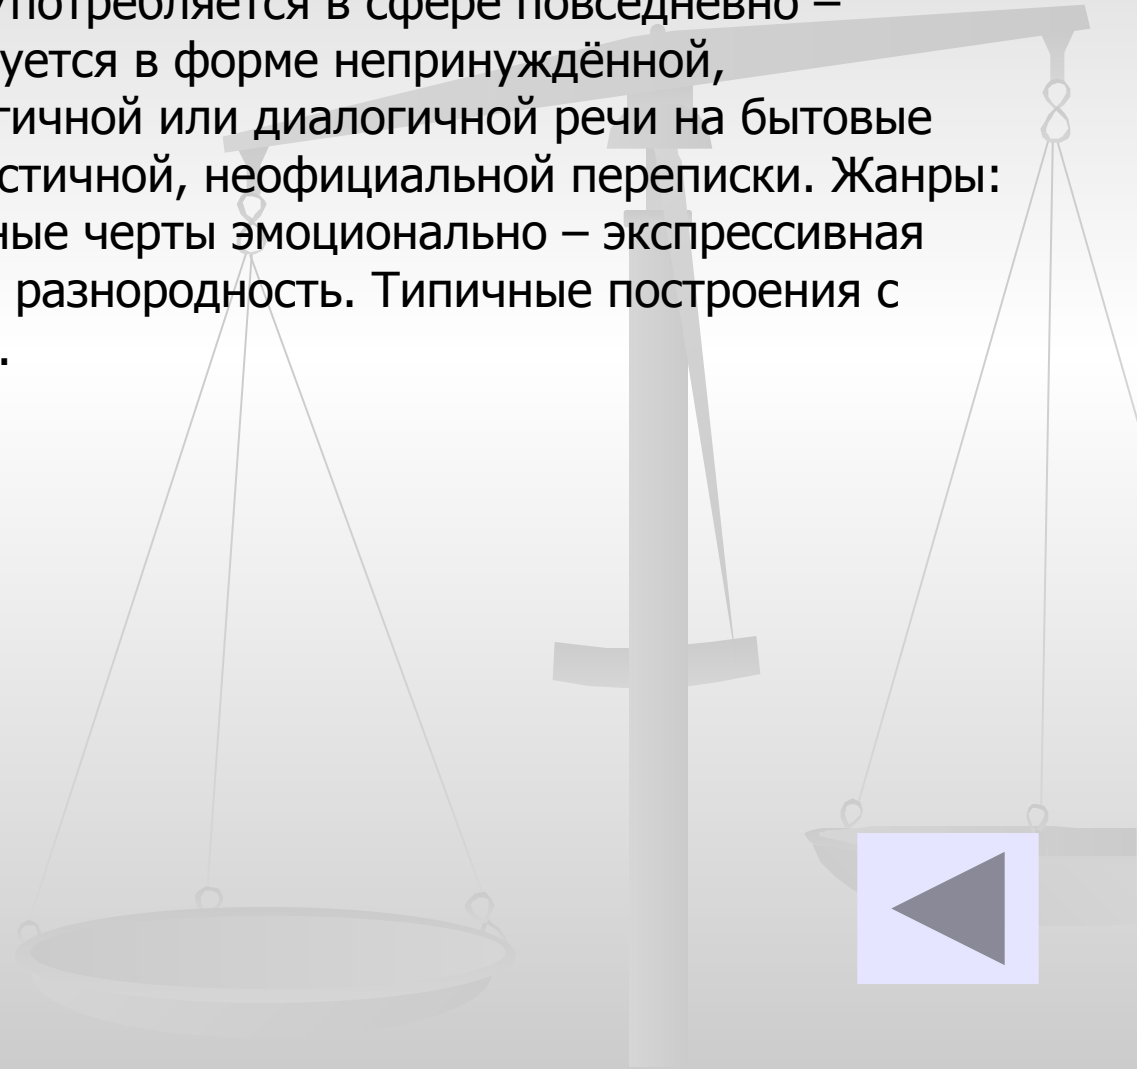 употребляется в сфере повседневно –
уется в форме непринуждённой,
гичной или диалогичной речи на бытовые
стичной, неофициальной переписки. Жанры:
ные черты эмоционально – экспрессивная
разнородность. Типичные построения с
.